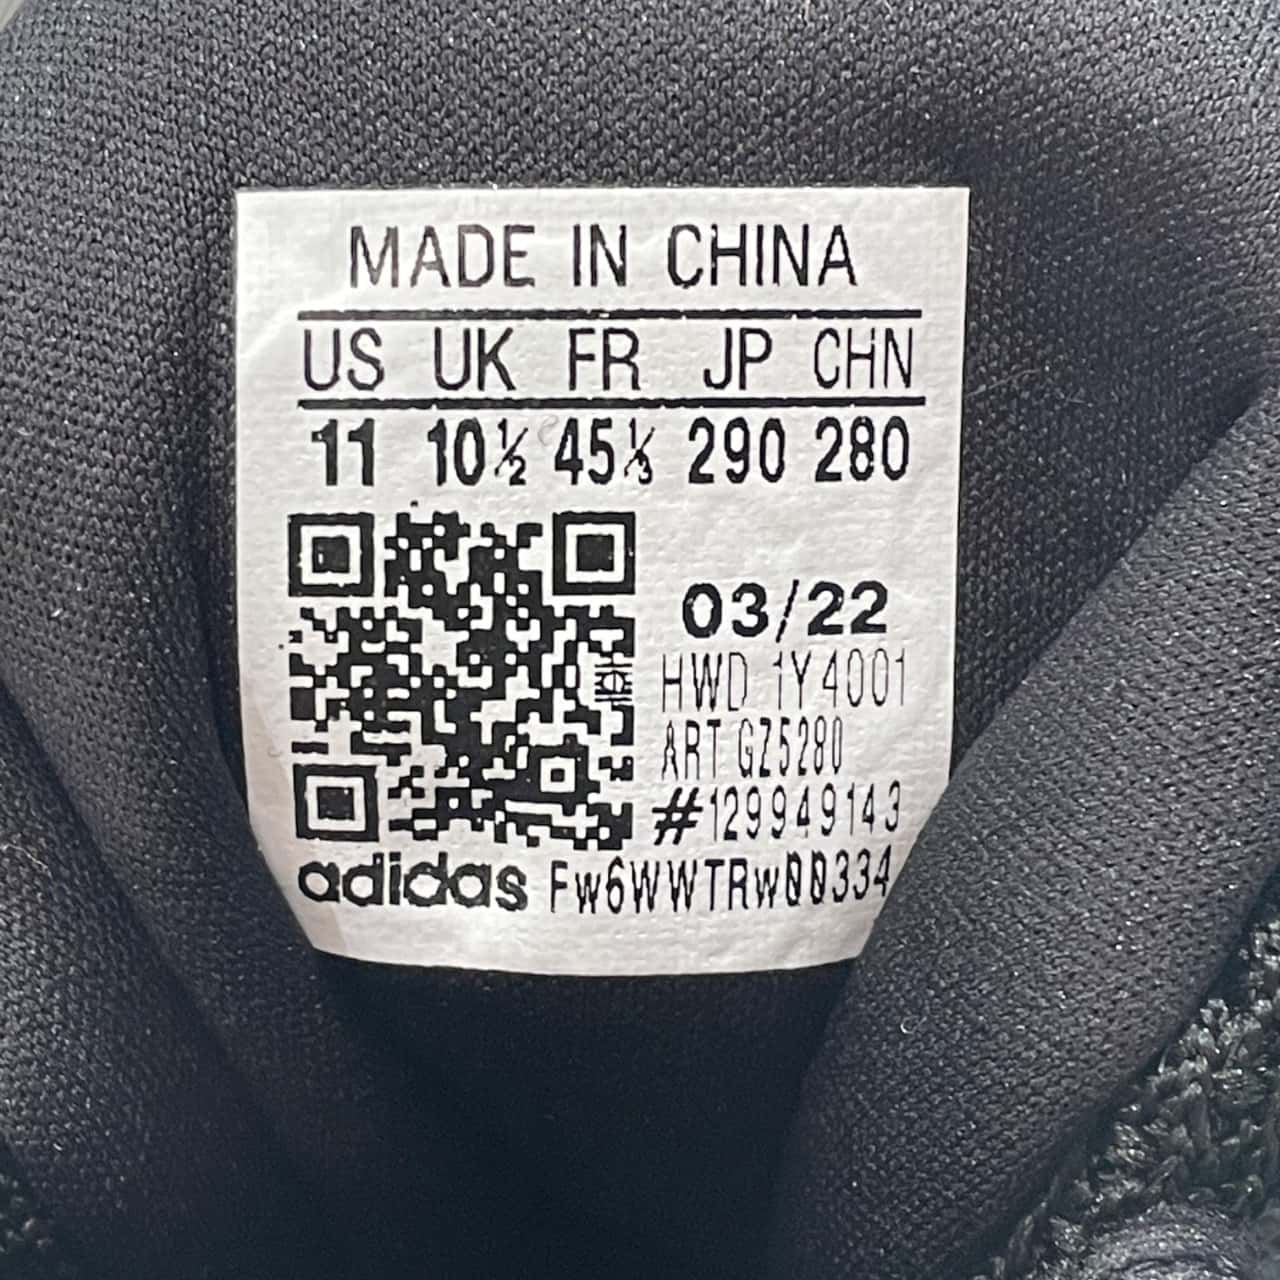 MADE IN CHINA
US UK FR JP CHN
11 10½ 45⅓ 290 280
03/22
HWD 1Y4001
ART GZ5280
#129949143
adidas Fw6WWTRw00334